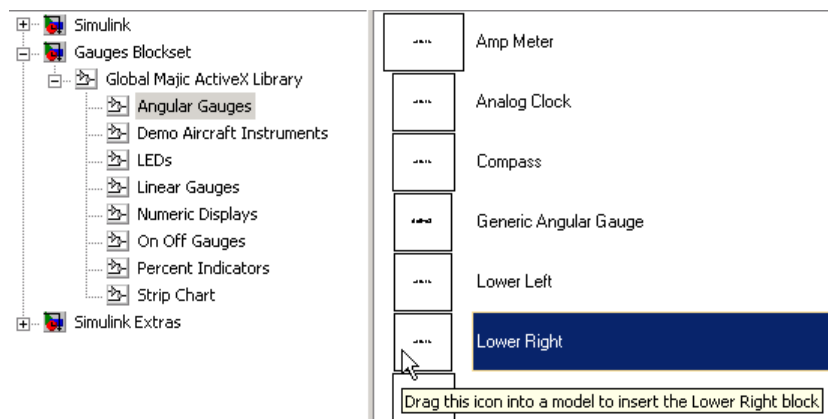 Simulink
Gauges Blockset
Global Majic ActiveX Library
Angular Gauges
Demo Aircraft Instruments
LEDs
Linear Gauges
Numeric Displays
On Off Gauges
Percent Indicators
Strip Chart
Simulink Extras
Amp Meter
Analog Clock
Compass
Generic Angular Gauge
Lower Left
Lower Right
Drag this icon into a model to insert the Lower Right block